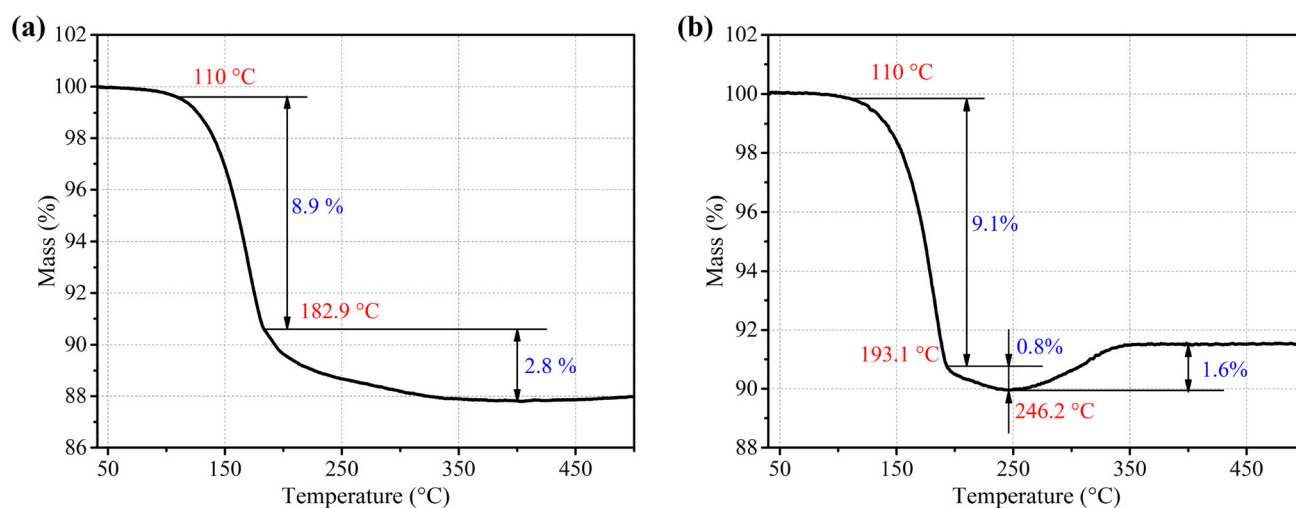 (a)
102
100
98
96
94
92
90
88
86
Mass (%)
110 °C
8.9 %
182.9 °C
2.8 %
50
150
250
350
450
Temperature (°C)
(b)
102
100
98
96
94
92
90
88
Mass (%)
110 °C
9.1%
193.1 °C
0.8%
246.2 °C
1.6%
50
150
250
350
450
Temperature (°C)